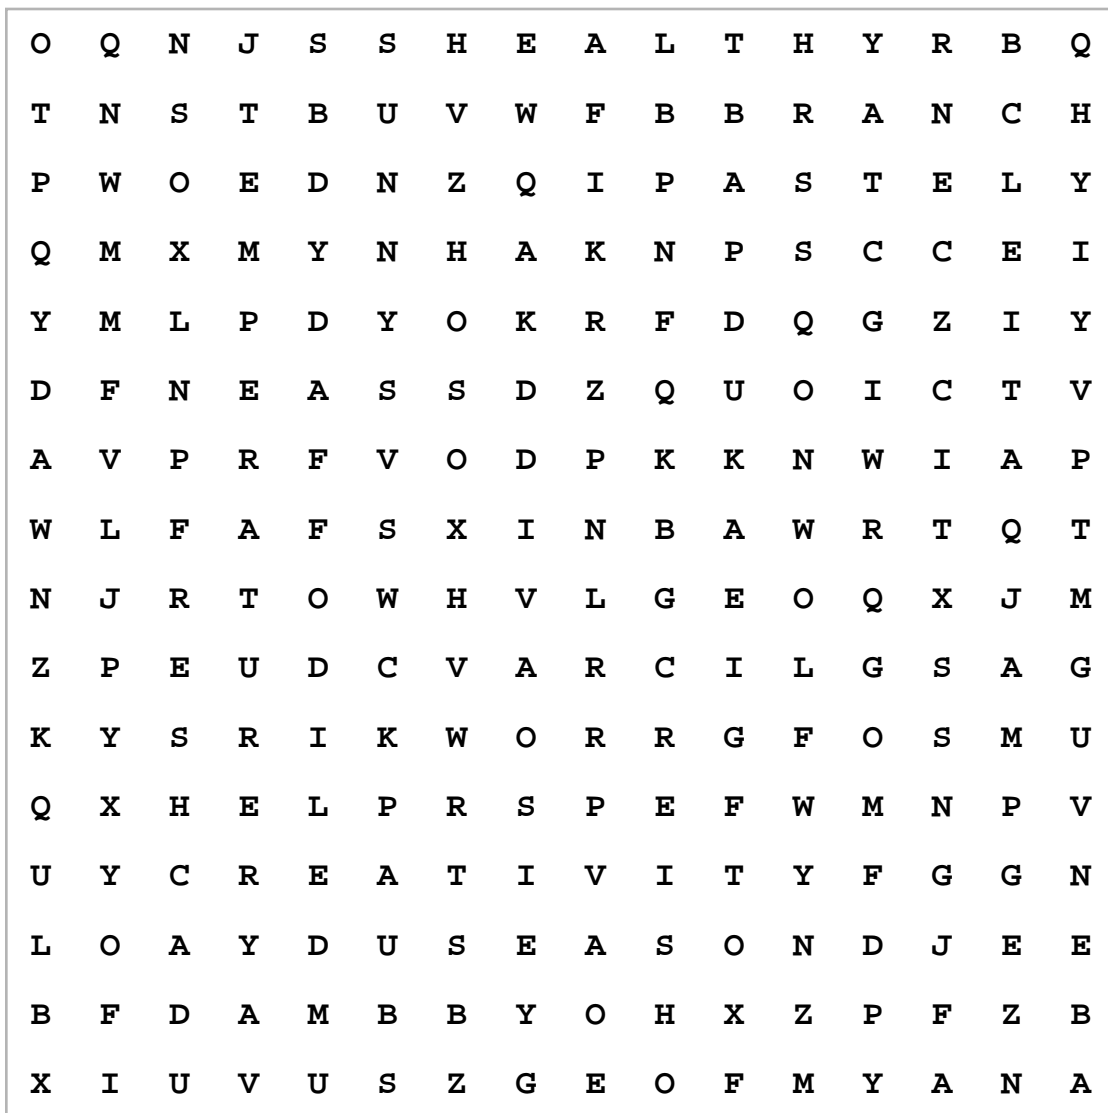 O Q N J S S H E A L T H Y R B Q
T N S T B U V W F B B R A N C H
P W O E D N Z Q I P A S T E L Y
Q M X M Y N H A K N P S C C E I
Y M L P D Y O K R F D Q G Z I Y
D F N E A S S D Z Q U O I C T V
A V P R F V O D P K K N W I A P
W L F A F S X I N B A W R T Q T
N J R T O W H V L G E O Q X J M
Z P E U D C V A R C I L G S A G
K Y S R I K W O R R G F O S M U
Q X H E L P R S P E F W M N P V
U Y C R E A T I V I T Y F G G N
L O A Y D U S E A S O N D J E E
B F D A M B B Y O H X Z P F Z B
X I U V U S Z G E O F M Y A N A